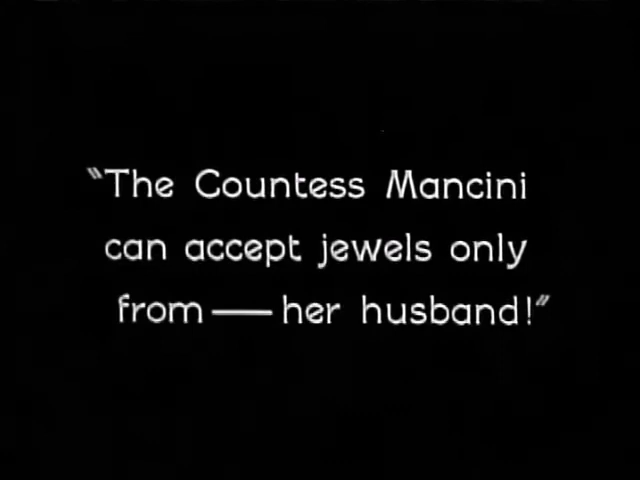 "The Countess Mancini
can accept jewels only
from — her husband!"